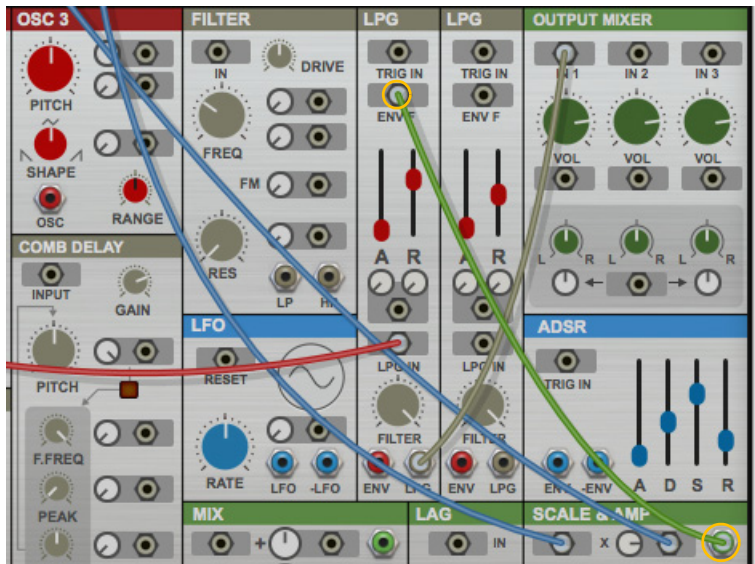 OSC 3
PITCH
SHAPE
OSC
RANGE
COMB DELAY
INPUT
GAIN
PITCH
F.FREQ
PEAK
FILTER
IN
DRIVE
FREQ
FM
RES
LP
LFO
RESET
RATE
LFO -LFO
MIX
+
LPG
TRIG IN
ENV F
A R
LPG IN
FILTER
ENV LPG
LPG
TRIG IN
ENV F
A R
LPG IN
FILTER
ENV LPG
LAG
IN
OUTPUT MIXER
IN 1 IN 2 IN 3
VOL VOL VOL
L R L R L R
ADSR
TRIG IN
ENV -ENV
A D S R
SCALE & AMP
X